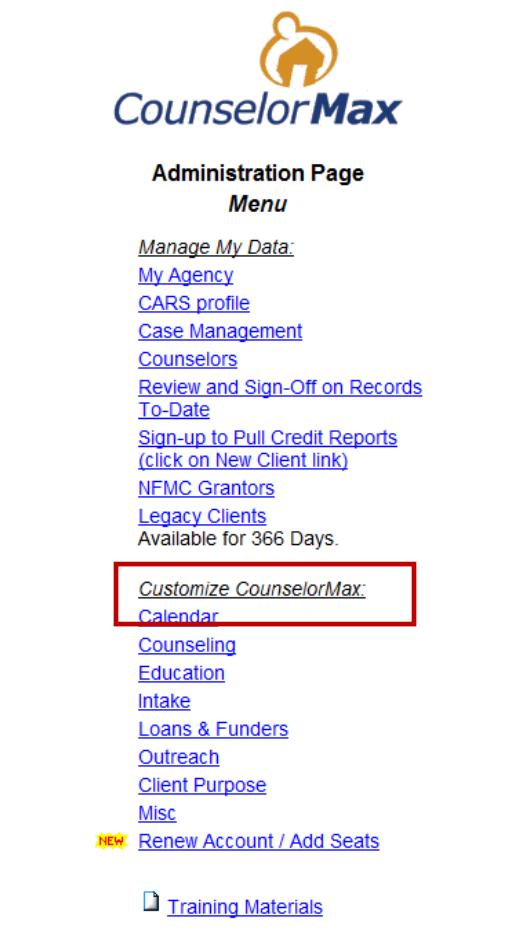 CounselorMax
Administration Page
Menu
Manage My Data:
My Agency
CARS profile
Case Management
Counselors
Review and Sign-Off on Records
To-Date
Sign-up to Pull Credit Reports
(click on New Client link)
NFMC Grantors
Legacy Clients
Available for 366 Days.
Customize CounselorMax:
Calendar
Counseling
Education
Intake
Loans & Funders
Outreach
Client Purpose
Misc
NEW Renew Account / Add Seats
Training Materials